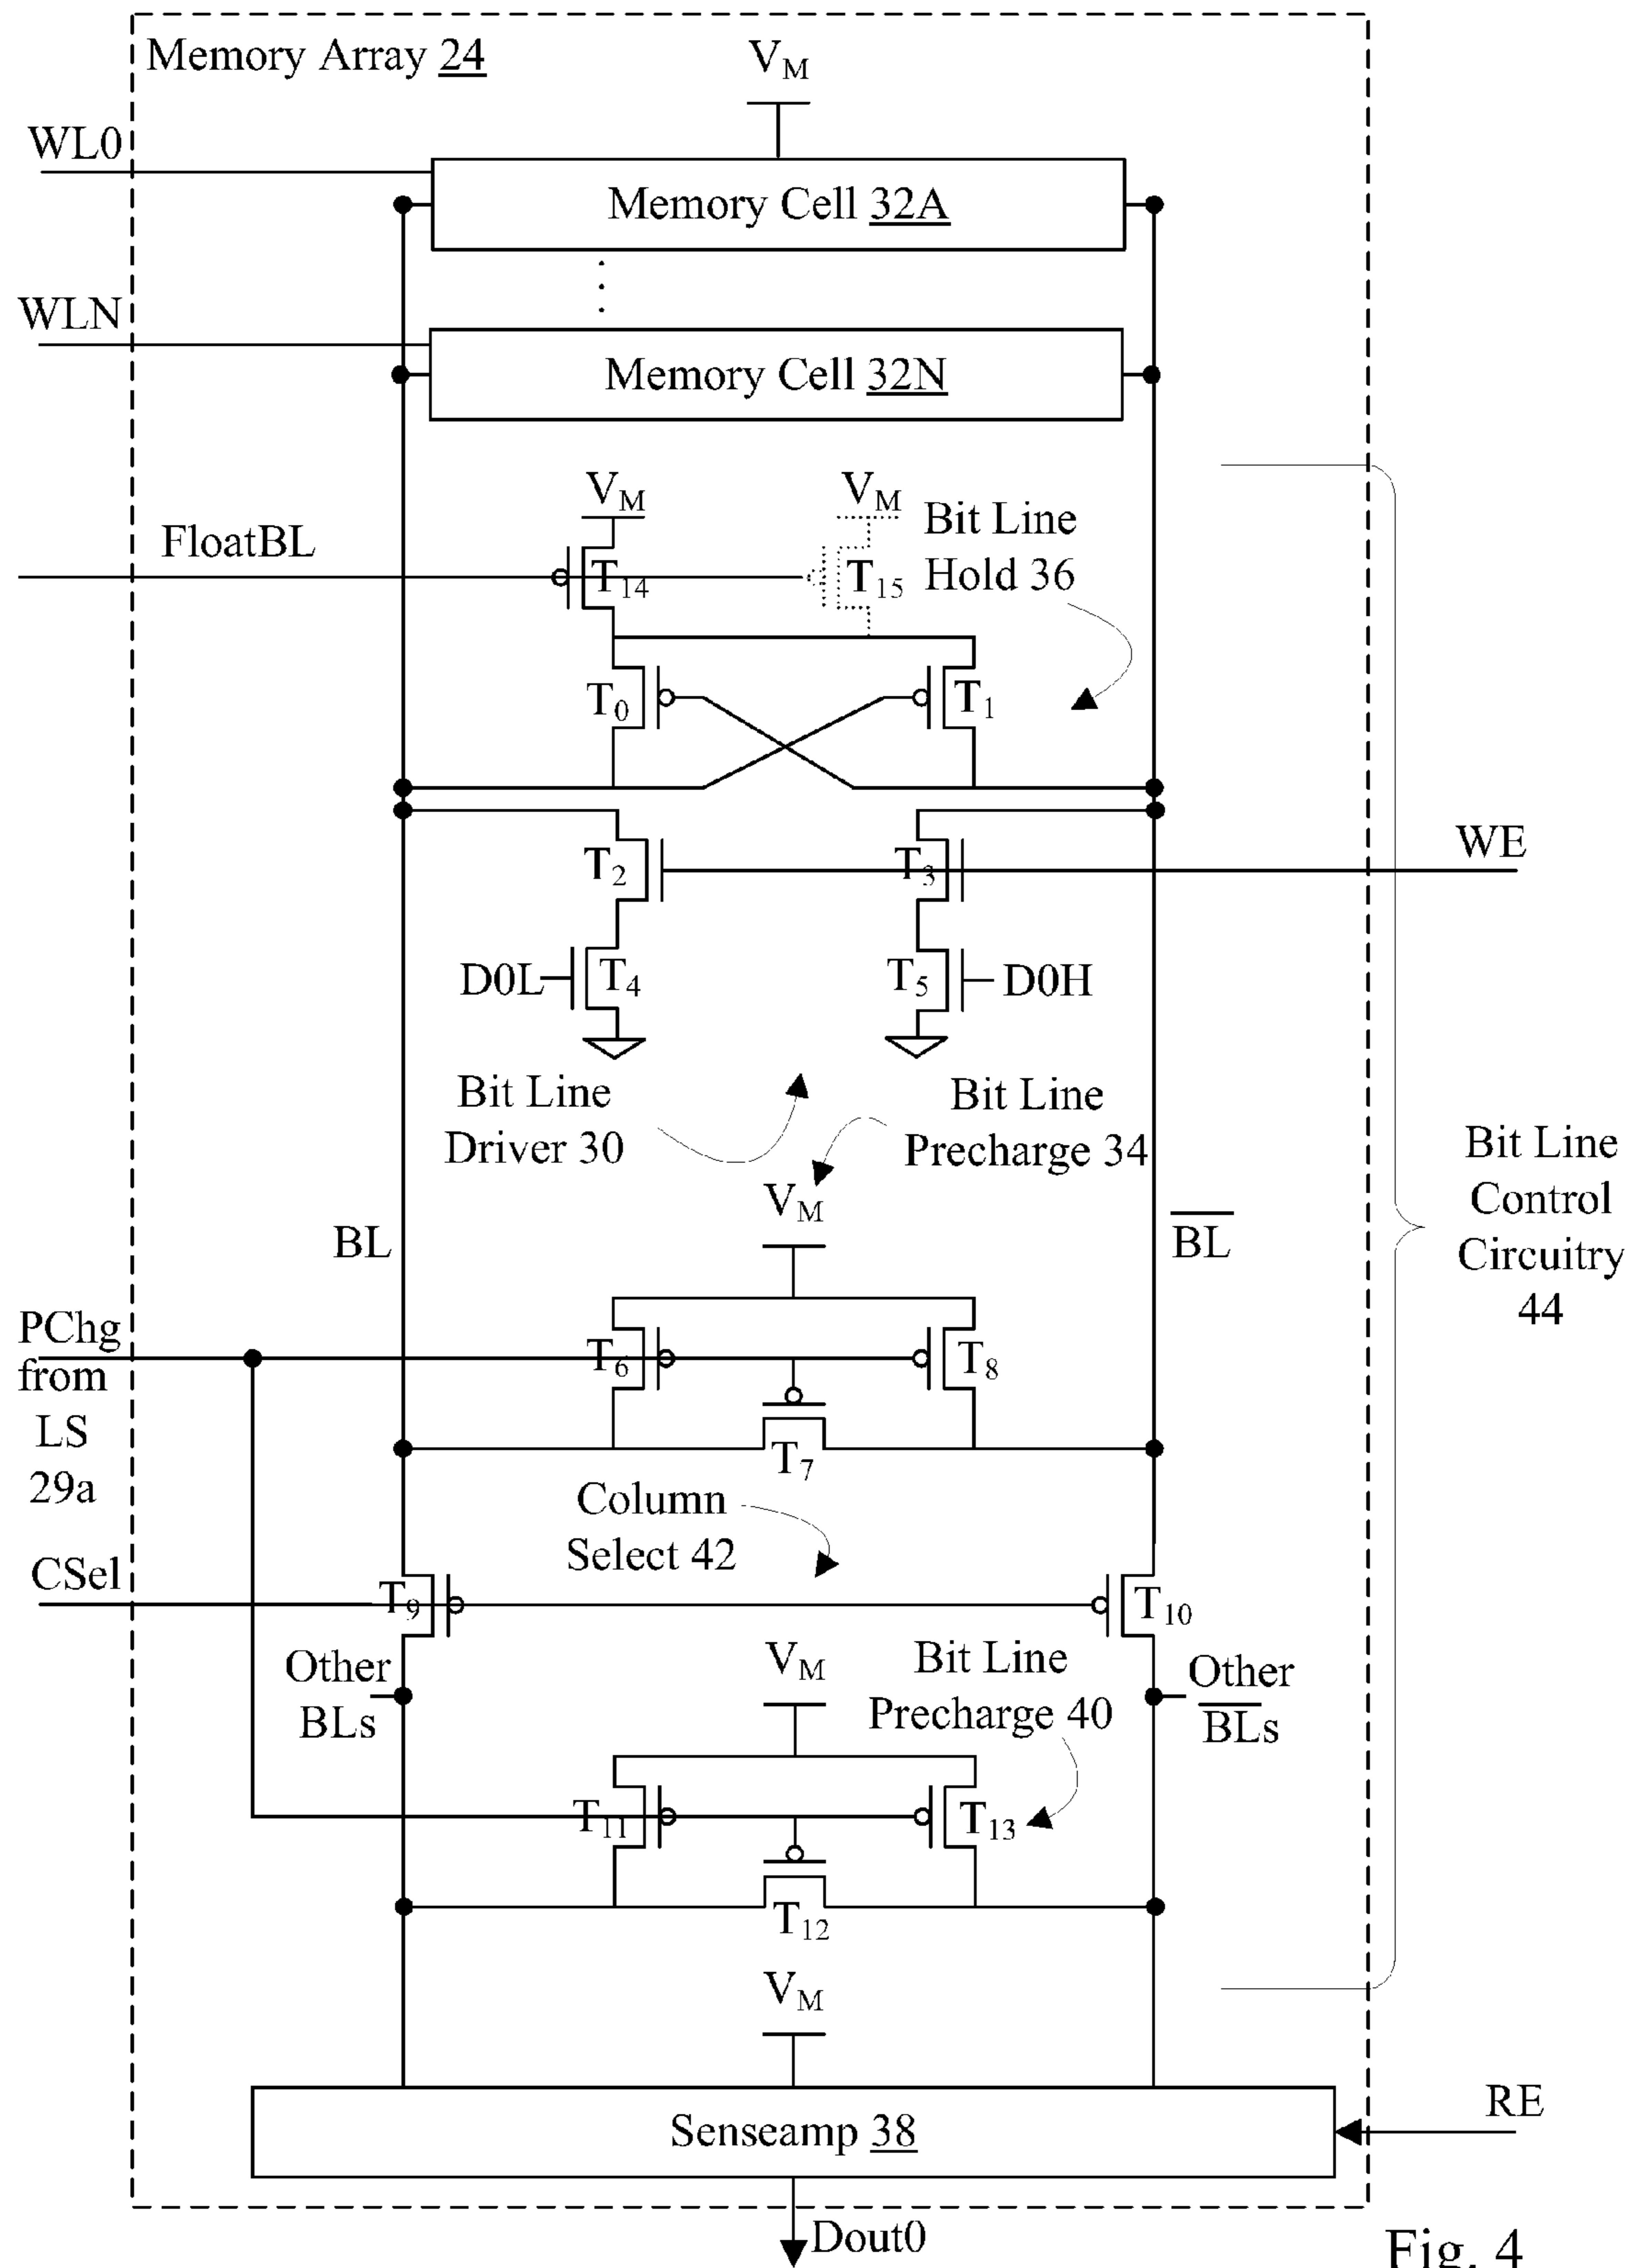 Memory Array 24
V_M
WL0
Memory Cell 32A
WLN
Memory Cell 32N
V_M
V_M
Bit Line
Hold 36
FloatBL
T_14
T_15
T_0
T_1
T_2
T_3
WE
D0L
T_4
T_5
D0H
Bit Line
Driver 30
Bit Line
Precharge 34
Bit Line
Control
Circuitry
44
V_M
BL
B̅L̅
PChg
from
LS
29a
T_6
T_8
T_7
Column
Select 42
CSel
T_9
T_10
Other
BLs
V_M
Bit Line
Precharge 40
Other
B̅L̅s
T_11
T_13
T_12
V_M
RE
Senseamp 38
Dout0
Fig. 4